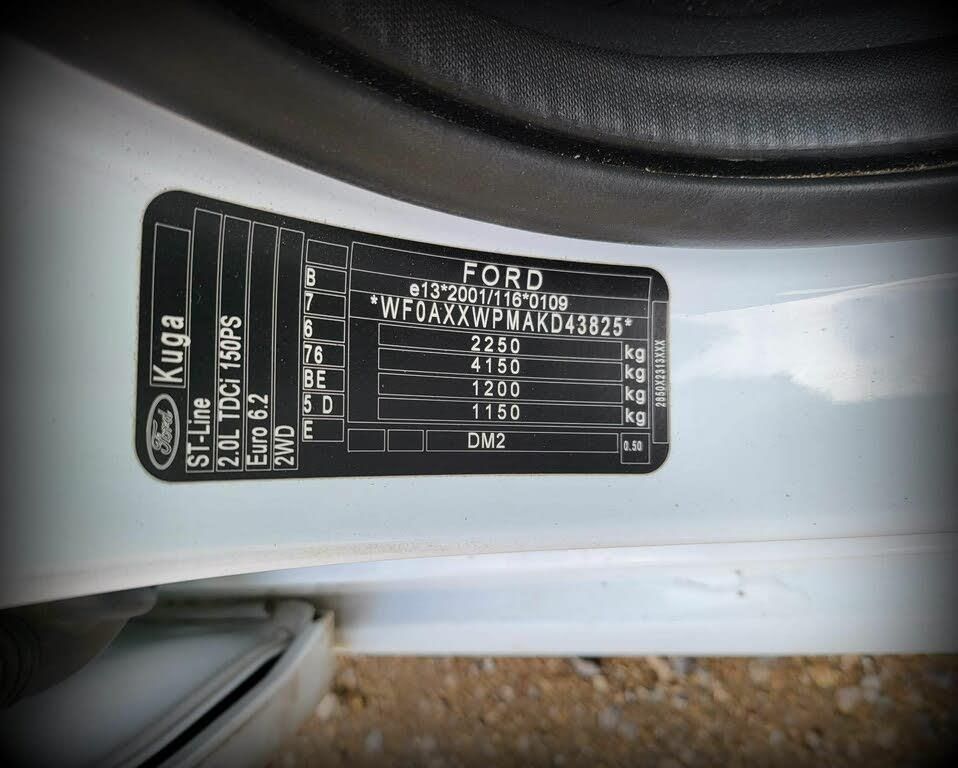 Ford
Kuga
ST-Line
2.0L TDCi 150PS
Euro 6.2
2WD
B
7
6
76
BE
5 D
E
FORD
e13*2001/116*0109
*WF0AXXWPMAKD43825*
2250 kg
4150 kg
1200 kg
1150 kg
DM2
0.50
2850X2313XXX